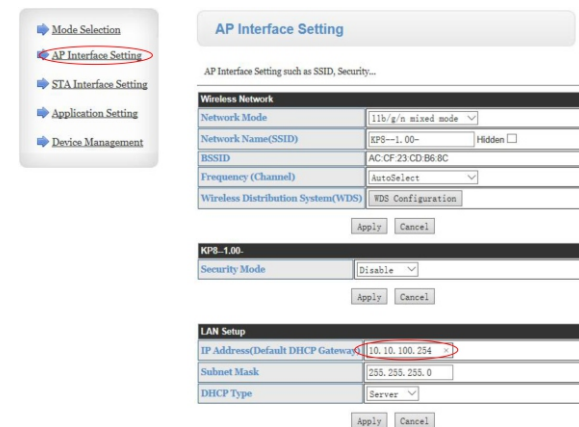 Mode Selection
AP Interface Setting
STA Interface Setting
Application Setting
Device Management
AP Interface Setting
AP Interface Setting such as SSID, Security...
Wireless Network
Network Mode 11b/g/n mixed mode
Network Name(SSID) KP8--1.00- Hidden
BSSID AC:CF:23:CD:B6:8C
Frequency (Channel) AutoSelect
Wireless Distribution System(WDS) WDS Configuration
Apply Cancel
KP8--1.00-
Security Mode Disable
Apply Cancel
LAN Setup
IP Address(Default DHCP Gateway) 10.10.100.254 ×
Subnet Mask 255.255.255.0
DHCP Type Server
Apply Cancel